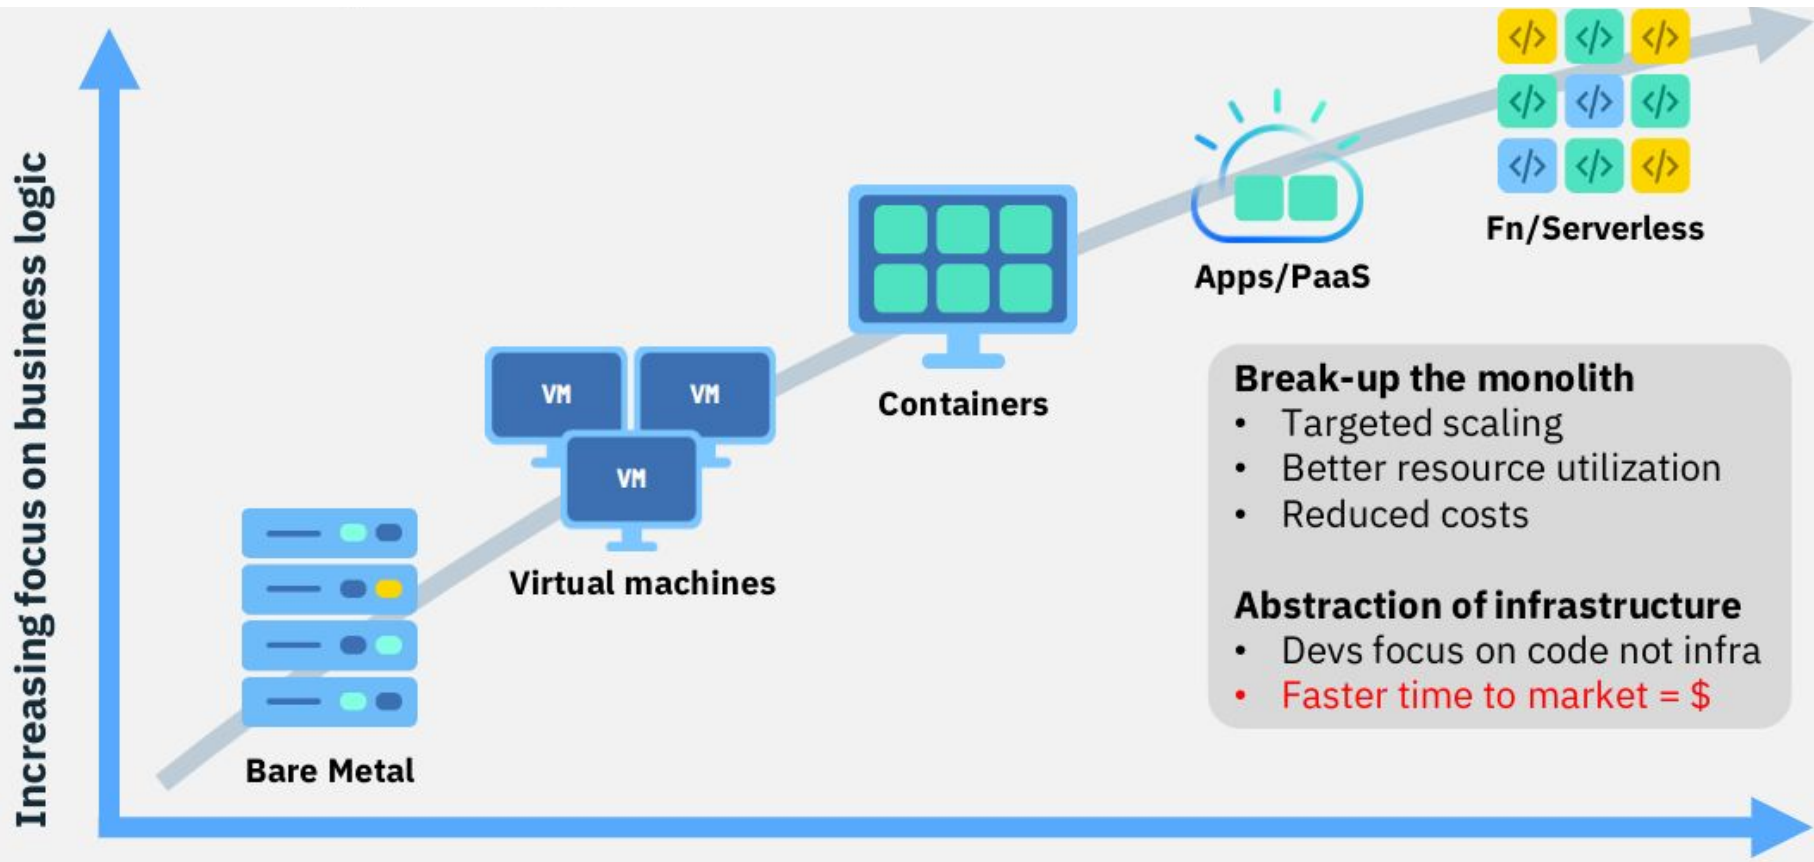 Increasing focus on business logic
</> </> </>
</> </> </>
</> </> </>
Fn/Serverless
Apps/PaaS
Containers
VM VM
VM
Virtual machines
Bare Metal
Break-up the monolith
• Targeted scaling
• Better resource utilization
• Reduced costs
Abstraction of infrastructure
• Devs focus on code not infra
• Faster time to market = $